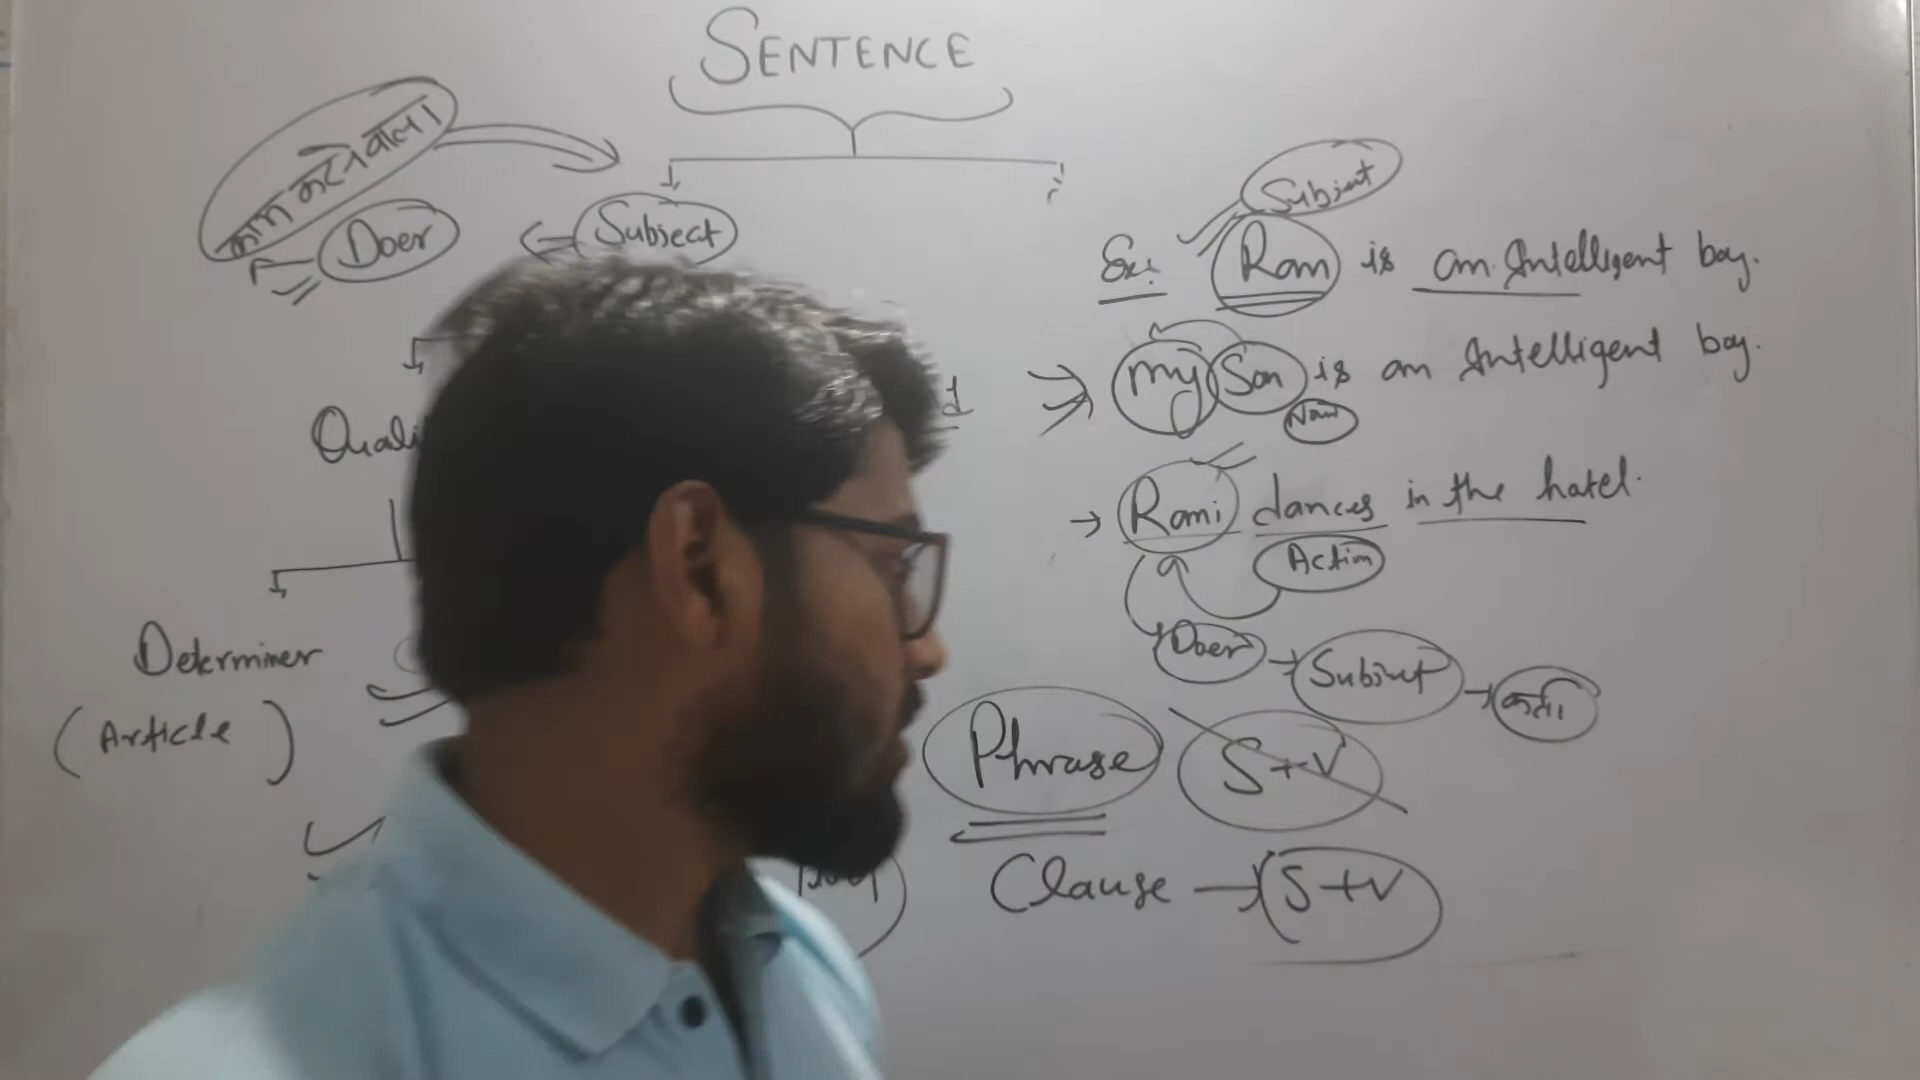 SENTENCE
काम करने वाला
Doer
Subject
Determiner
(Article)
Subject
Ex: Ram is an Intelligent boy.
My Son is an Intelligent boy.
Noun
Rani dances in the hotel.
Action
Doer → Subject → कर्ता
Phrase S+V
Clause → S+V